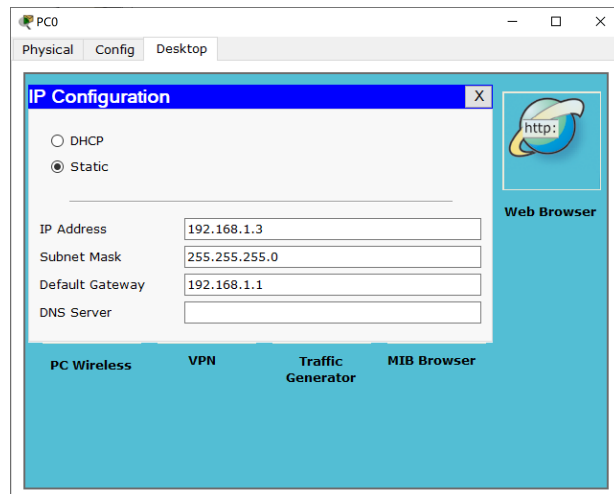 PC0
Physical Config Desktop
IP Configuration X
http:
DHCP
Static
Web Browser
IP Address 192.168.1.3
Subnet Mask 255.255.255.0
Default Gateway 192.168.1.1
DNS Server
PC Wireless VPN Traffic Generator MIB Browser